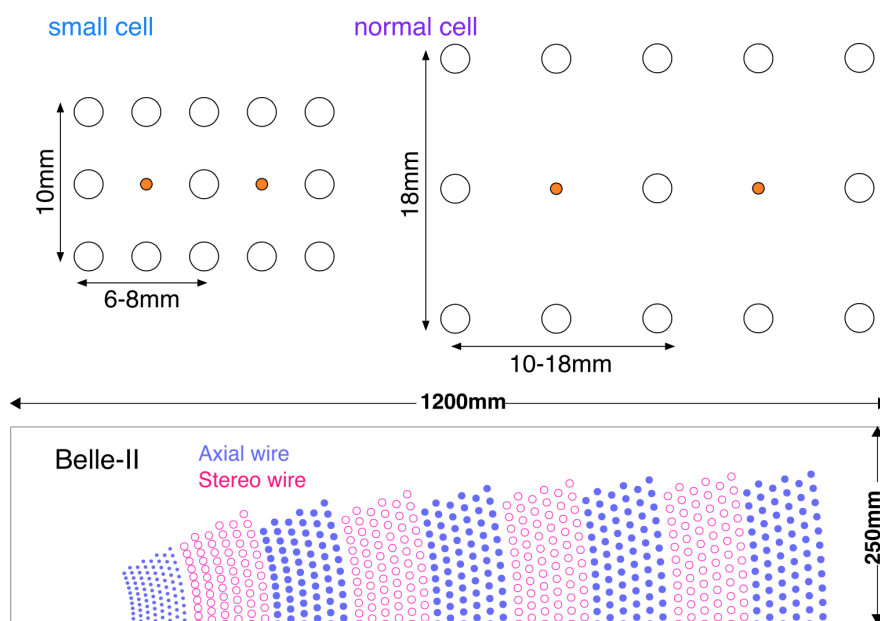 small cell
normal cell
10mm
18mm
6-8mm
10-18mm
1200mm
Belle-II
Axial wire
Stereo wire
250mm